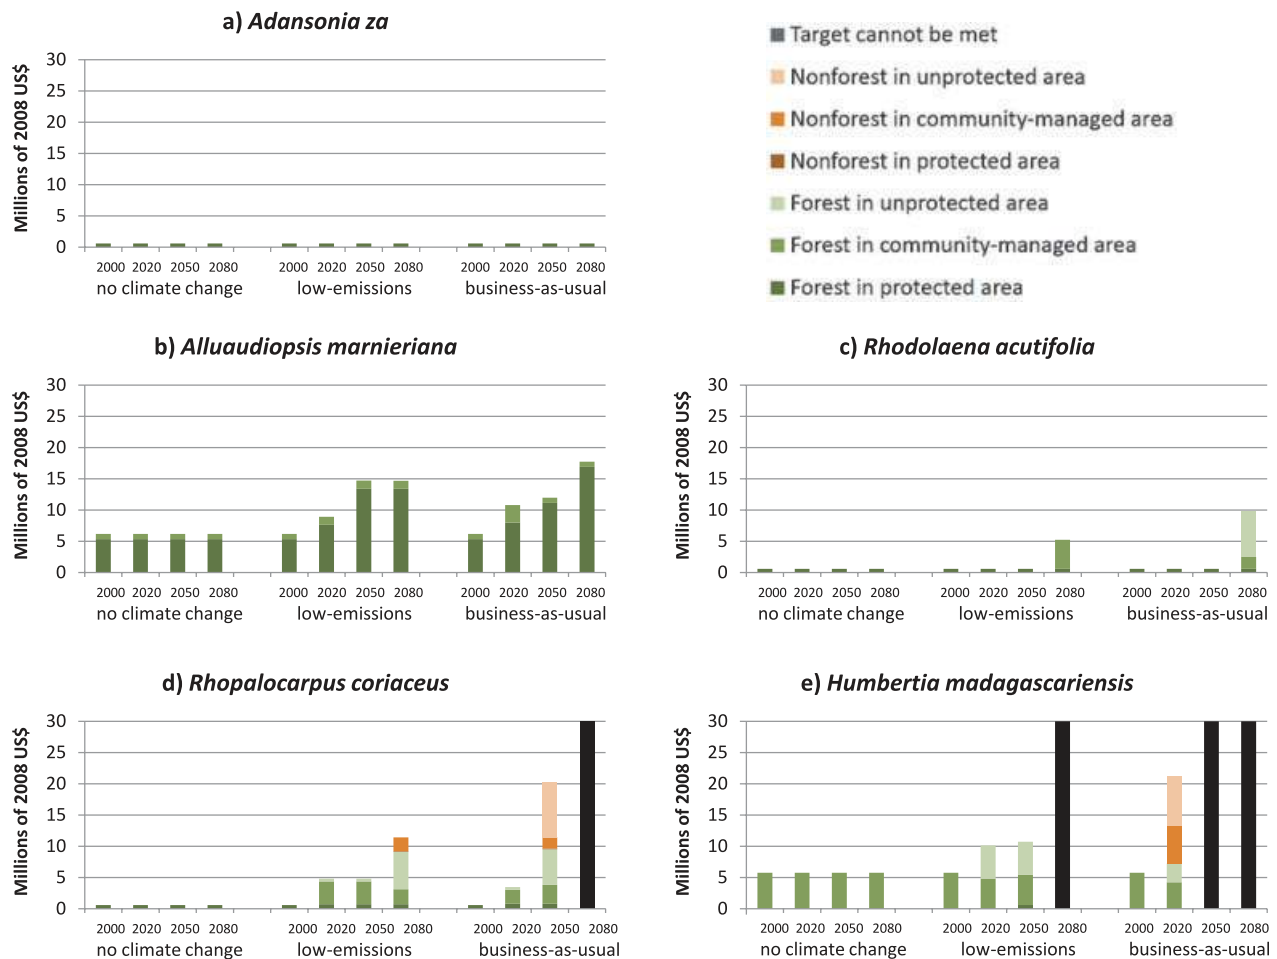 a) Adansonia za
Millions of 2008 US$
30
25
20
15
10
5
0
2000 2020 2050 2080 2000 2020 2050 2080 2000 2020 2050 2080
no climate change low-emissions business-as-usual
Target cannot be met
Nonforest in unprotected area
Nonforest in community-managed area
Nonforest in protected area
Forest in unprotected area
Forest in community-managed area
Forest in protected area
b) Alluaudiopsis marnieriana
Millions of 2008 US$
30
25
20
15
10
5
0
2000 2020 2050 2080 2000 2020 2050 2080 2000 2020 2050 2080
no climate change low-emissions business-as-usual
c) Rhodolaena acutifolia
Millions of 2008 US$
30
25
20
15
10
5
0
2000 2020 2050 2080 2000 2020 2050 2080 2000 2020 2050 2080
no climate change low-emissions business-as-usual
d) Rhopalocarpus coriaceus
Millions of 2008 US$
30
25
20
15
10
5
0
2000 2020 2050 2080 2000 2020 2050 2080 2000 2020 2050 2080
no climate change low-emissions business-as-usual
e) Humbertia madagascariensis
Millions of 2008 US$
30
25
20
15
10
5
0
2000 2020 2050 2080 2000 2020 2050 2080 2000 2020 2050 2080
no climate change low-emissions business-as-usual